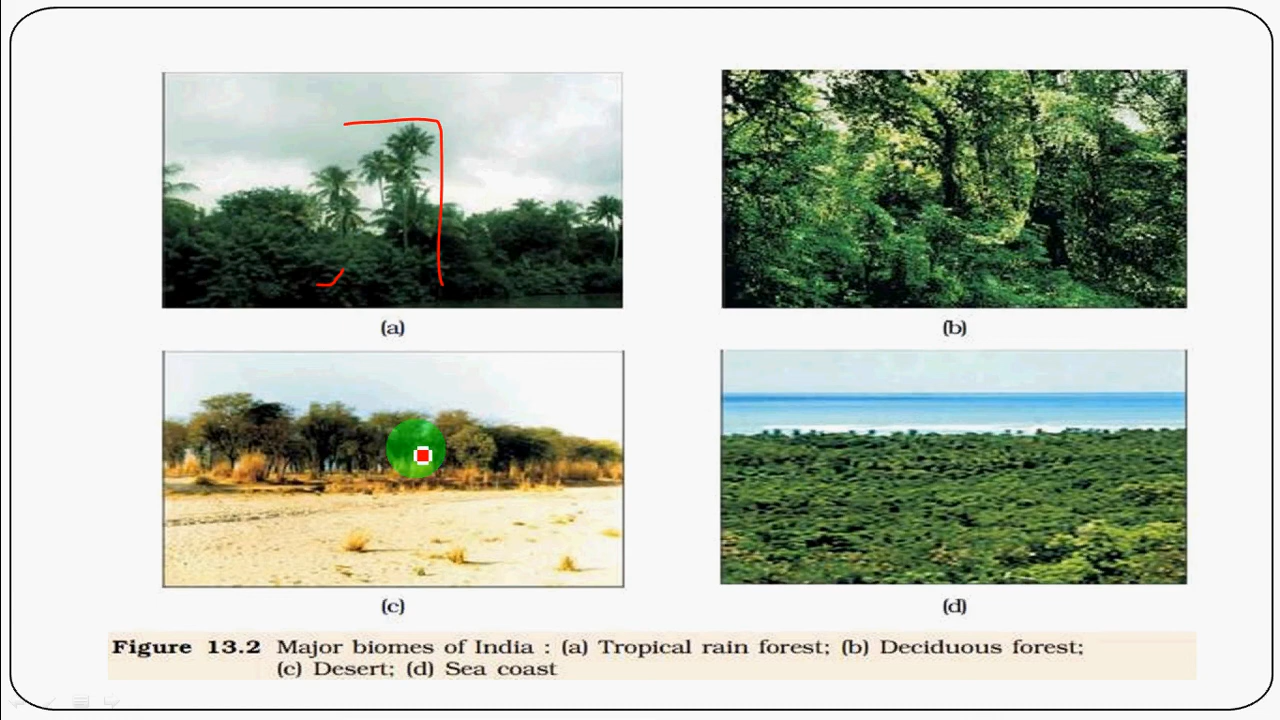 (a)
(b)
(c)
(d)
Figure 13.2 Major biomes of India : (a) Tropical rain forest; (b) Deciduous forest;
(c) Desert; (d) Sea coast